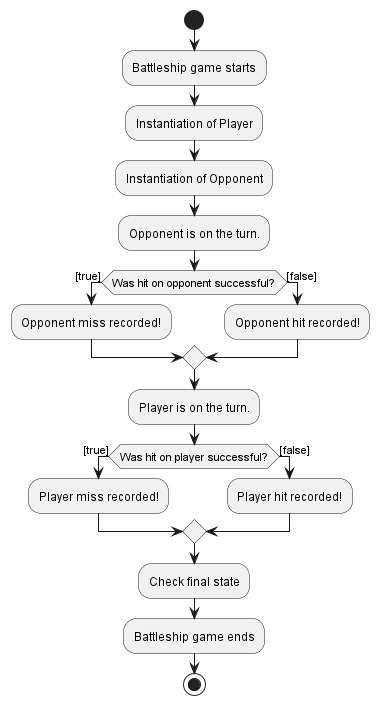 Battleship game starts
Instantiation of Player
Instantiation of Opponent
Opponent is on the turn.
[true]
Was hit on opponent successful?
[false]
Opponent miss recorded!
Opponent hit recorded!
Player is on the turn.
[true]
Was hit on player successful?
[false]
Player miss recorded!
Player hit recorded!
Check final state
Battleship game ends